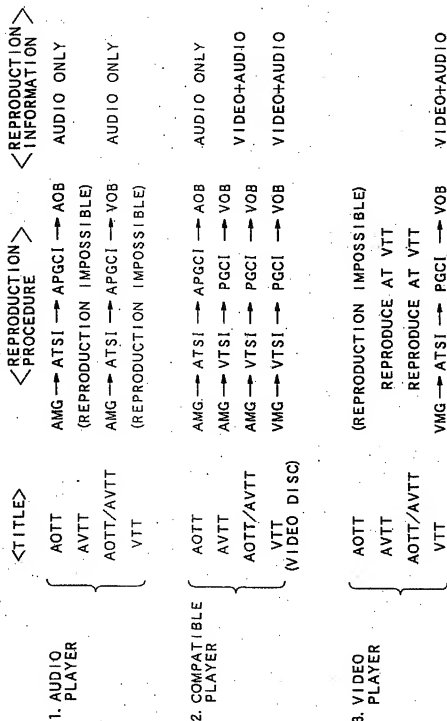 <TITLE> <REPRODUCTION PROCEDURE> <REPRODUCTION INFORMATION>
1. AUDIO PLAYER
AOTT AMG → ATSI → APGCI → AOB AUDIO ONLY
AVTT (REPRODUCTION IMPOSSIBLE)
AOTT/AVTT AMG → ATSI → APGCI → VOB AUDIO ONLY
VTT (REPRODUCTION IMPOSSIBLE)
2. COMPATIBLE PLAYER
AOTT AMG → ATSI → APGCI → AOB AUDIO ONLY
AVTT AMG → VTSI → PGCI → VOB VIDEO+AUDIO
AOTT/AVTT AMG → VTSI → PGCI → VOB VIDEO+AUDIO
VTT VMG → VTSI → PGCI → VOB
(VIDEO DISC)
3. VIDEO PLAYER
AOTT (REPRODUCTION IMPOSSIBLE)
AVTT REPRODUCE AT VTT
AOTT/AVTT REPRODUCE AT VTT
VTT VMG → ATSI → PGCI → VOB VIDEO+AUDIO